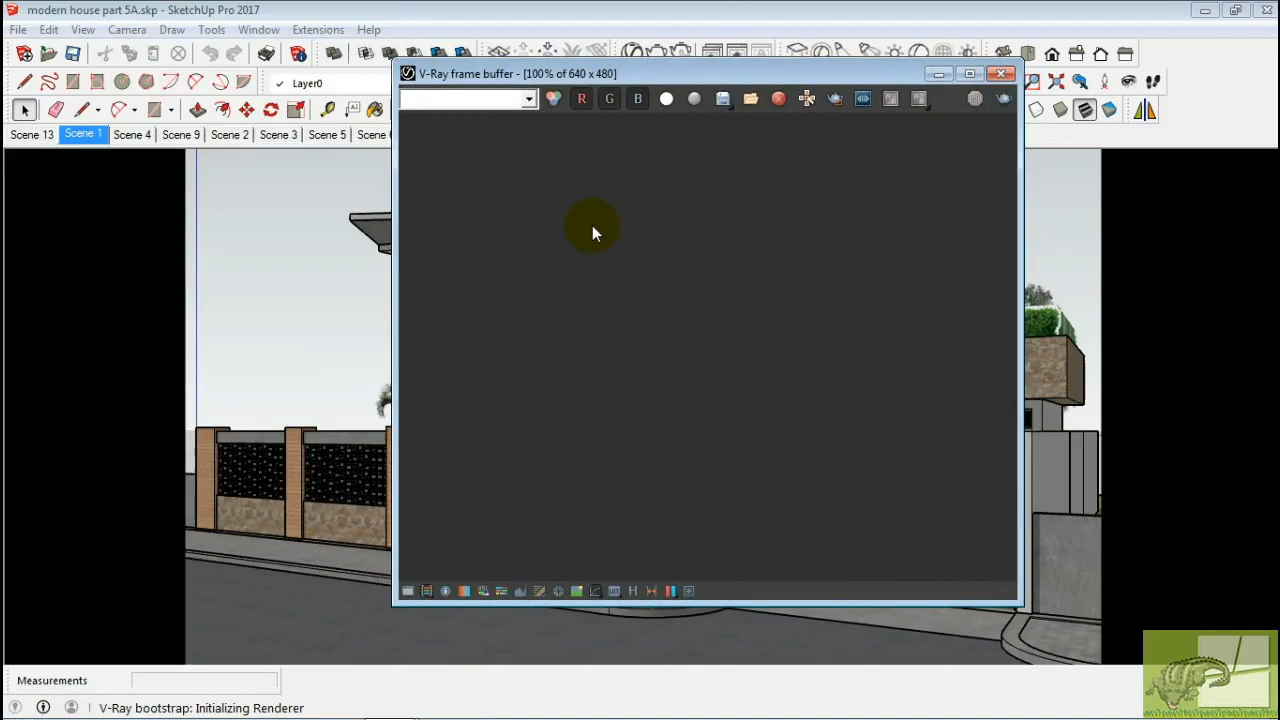 modern house part 5A.skp - SketchUp Pro 2017
File Edit View Camera Draw Tools Window Extensions Help
Layer0
V-Ray frame buffer - [100% of 640 x 480]
R G B
Scene 13 Scene 1 Scene 4 Scene 9 Scene 2 Scene 3 Scene 5 Scene
H
Measurements
V-Ray bootstrap: Initializing Renderer